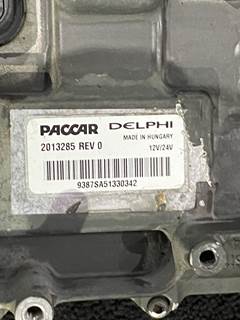 PACCAR DELPHI
MADE IN HUNGARY
2013285 REV 0 12V/24V
9387SA51330342